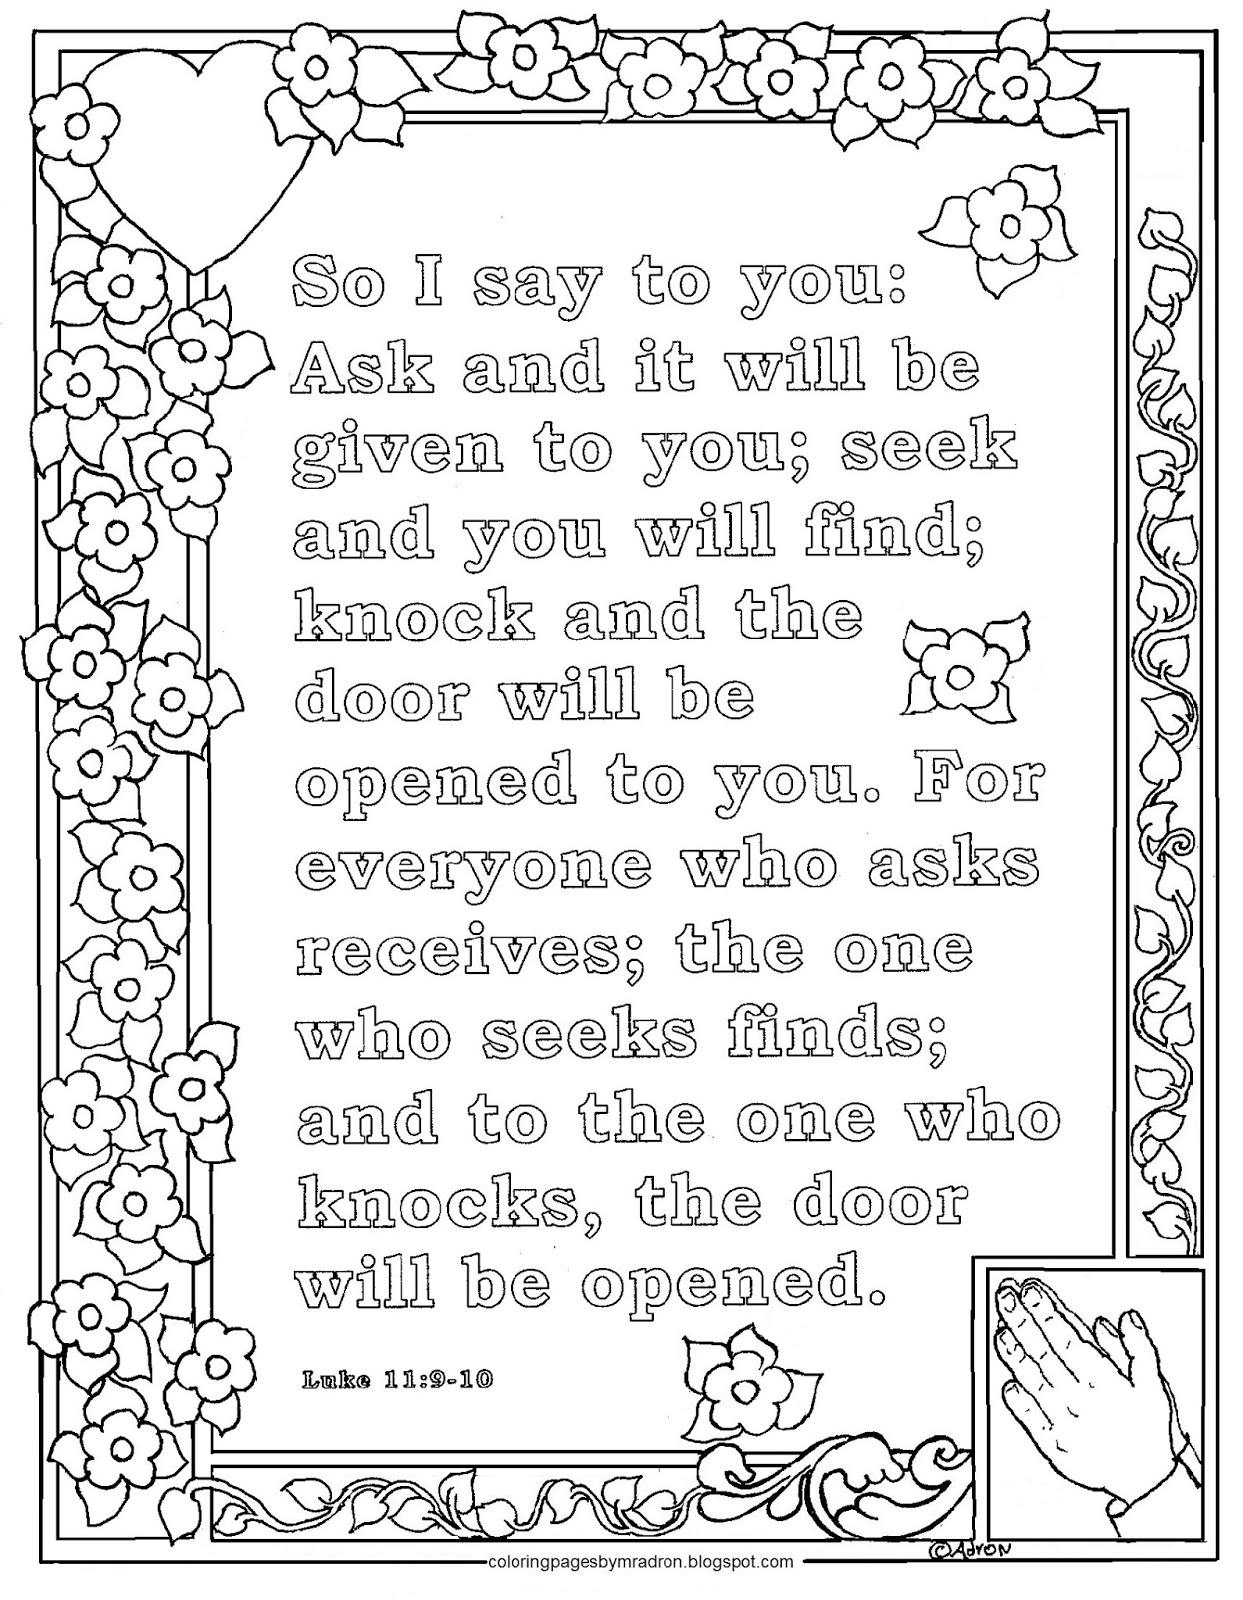 So I say to you:
Ask and it will be
given to you; seek
and you will find;
knock and the
door will be
opened to you. For
everyone who asks
receives; the one
who seeks finds;
and to the one who
knocks, the door
will be opened.
Luke 11:9-10
©Adron
coloringpagesbymradron.blogspot.com